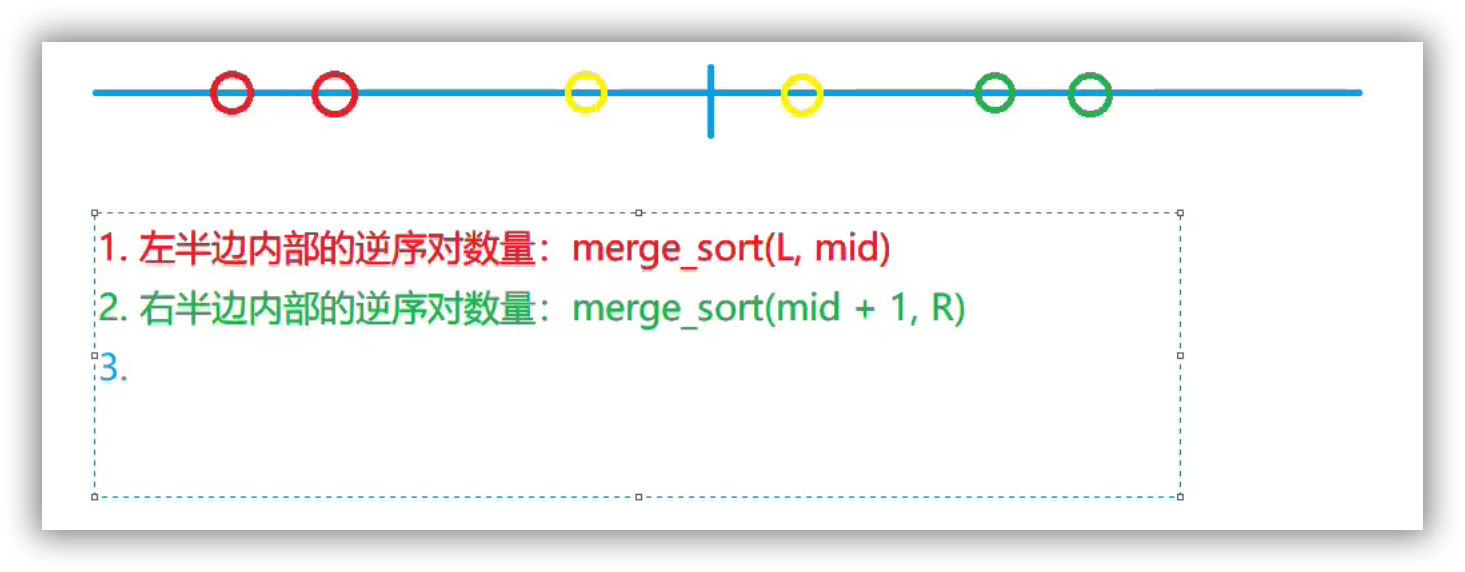 1. 左半边内部的逆序对数量：merge_sort(L, mid)
2. 右半边内部的逆序对数量：merge_sort(mid + 1, R)
3.